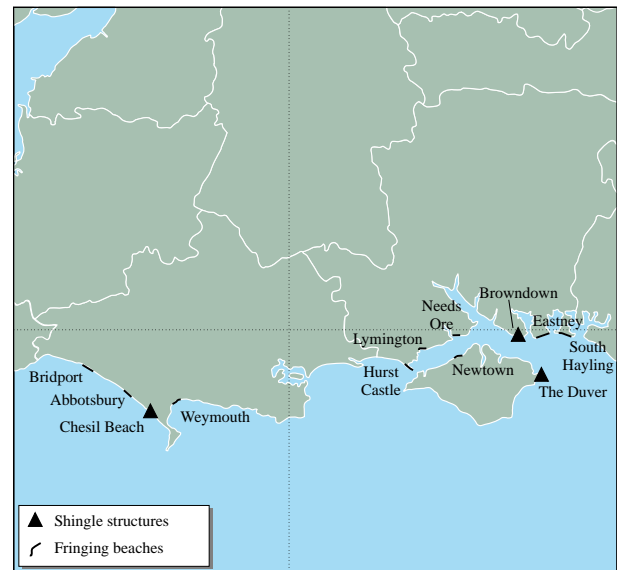 Browndown
Needs
Ore
Eastney
Lymington
South
Hayling
Bridport
Hurst
Castle
Newtown
Abbotsbury
The Duver
Weymouth
Chesil Beach
Shingle structures
Fringing beaches